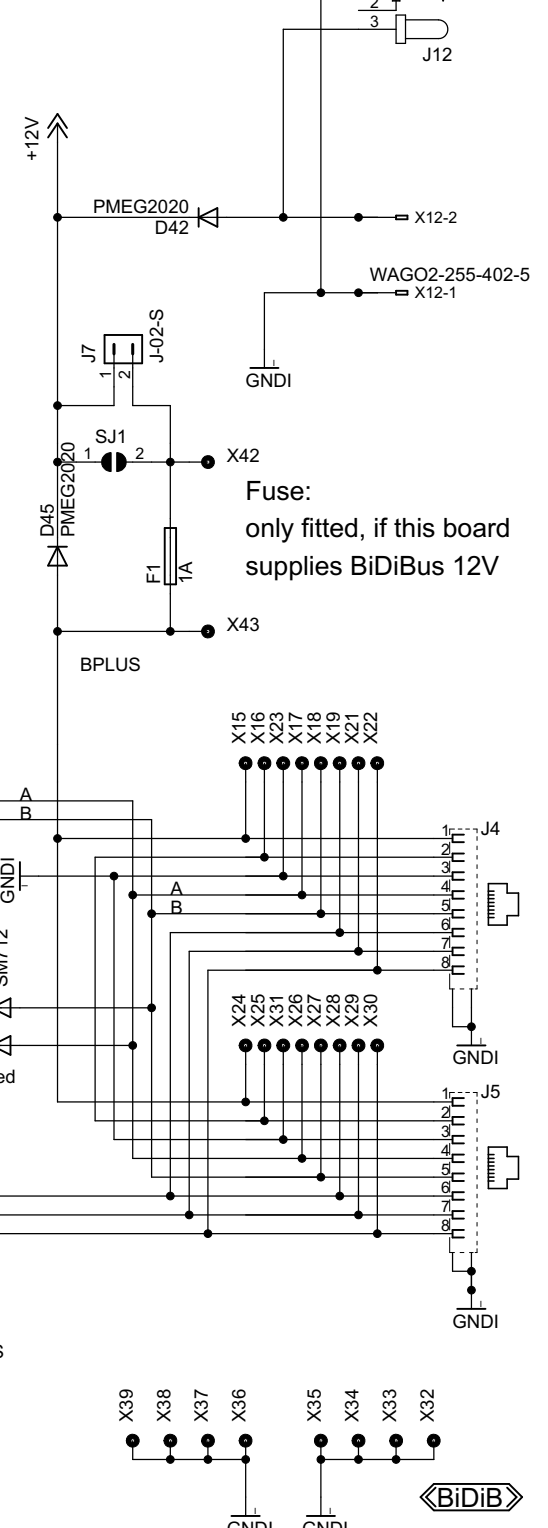 2
3
J12
+12V
PMEG2020
D42
X12-2
WAGO2-255-402-5
X12-1
GNDI
J7
J-02-S
1
2
SJ1
1
2
X42
D45
PMEG2020
Fuse:
only fitted, if this board
supplies BiDiBus 12V
F1
1A
X43
BPLUS
X15
X16
X23
X17
X18
X19
X21
X22
A
B
J4
1
2
3
4
5
6
7
8
GNDI
A
B
SM712
X24
X25
X31
X26
X27
X28
X29
X30
GNDI
ed
J5
1
2
3
4
5
6
7
8
GNDI
s
X39
X38
X37
X36
X35
X34
X33
X32
BiDiB
GNDI
GNDI